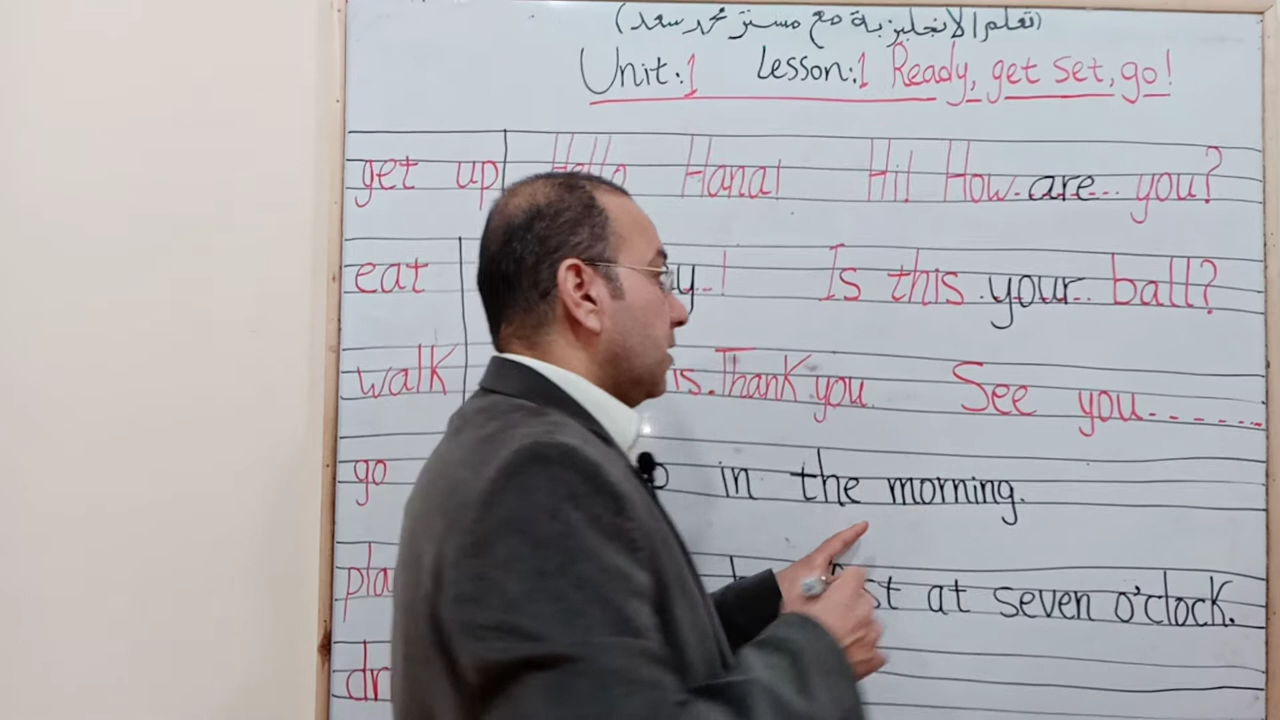 (تعلم الانجليزية مع مستر محمد سعد)
Unit:1 Lesson:1 Ready, get set, go!
get up Hello Hana! Hi! How are you?
eat y! Is this your ball?
walk is. Thank you. See you
go in the morning.
pla st at seven o'clock.
dr